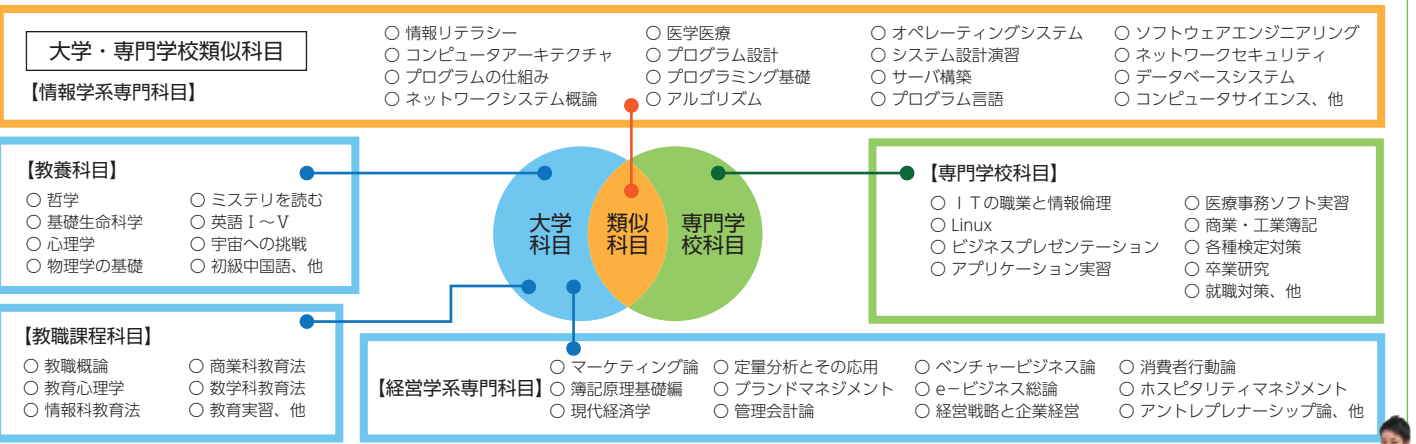 大学・専門学校類似科目
【情報学系専門科目】
○ 情報リテラシー
○ コンピュータアーキテクチャ
○ プログラムの仕組み
○ ネットワークシステム概論
○ 医学医療
○ プログラム設計
○ プログラミング基礎
○ アルゴリズム
○ オペレーティングシステム
○ システム設計演習
○ サーバ構築
○ プログラム言語
○ ソフトウェアエンジニアリング
○ ネットワークセキュリティ
○ データベースシステム
○ コンピュータサイエンス、他
【教養科目】
○ 哲学
○ 基礎生命科学
○ 心理学
○ 物理学の基礎
○ ミステリを読む
○ 英語Ⅰ～Ⅴ
○ 宇宙への挑戦
○ 初級中国語、他
大学
科目
類似
科目
専門学
校科目
【専門学校科目】
○ ＩＴの職業と情報倫理
○ Linux
○ ビジネスプレゼンテーション
○ アプリケーション実習
○ 医療事務ソフト実習
○ 商業・工業簿記
○ 各種検定対策
○ 卒業研究
○ 就職対策、他
【教職課程科目】
○ 教職概論
○ 教育心理学
○ 情報科教育法
○ 商業科教育法
○ 数学科教育法
○ 教育実習、他
【経営学系専門科目】
○ マーケティング論
○ 簿記原理基礎編
○ 現代経済学
○ 定量分析とその応用
○ ブランドマネジメント
○ 管理会計論
○ ベンチャービジネス論
○ e－ビジネス総論
○ 経営戦略と企業経営
○ 消費者行動論
○ ホスピタリティマネジメント
○ アントレプレナーシップ論、他